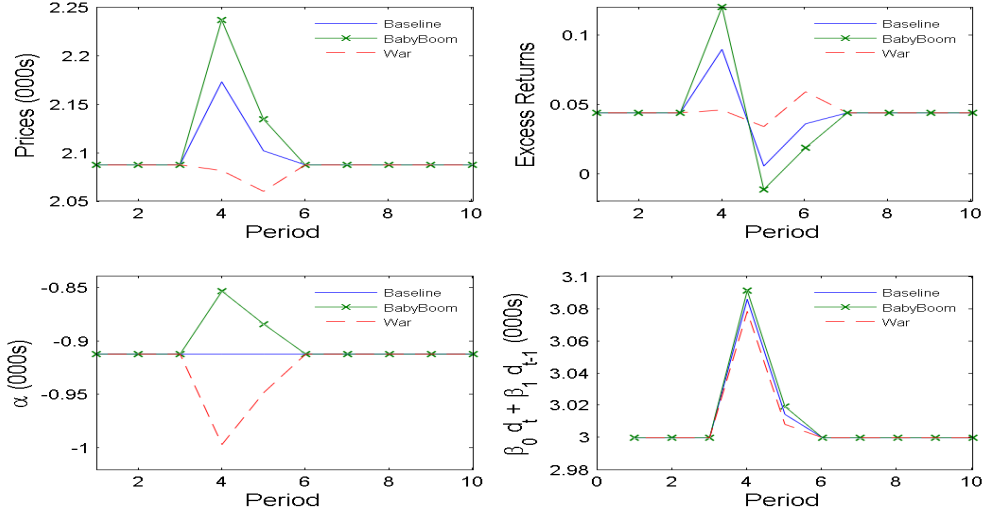 Prices (000s)
2.25
2.2
2.15
2.1
2.05
2 4 6 8 10
Period
Baseline
BabyBoom
War
Excess Returns
0.1
0.05
0
2 4 6 8 10
Period
Baseline
BabyBoom
War
α (000s)
-0.85
-0.9
-0.95
-1
2 4 6 8 10
Period
Baseline
BabyBoom
War
β0 dt + β1 dt-1 (000s)
3.1
3.08
3.06
3.04
3.02
3
2.98
0 2 4 6 8 10
Period
Baseline
BabyBoom
War